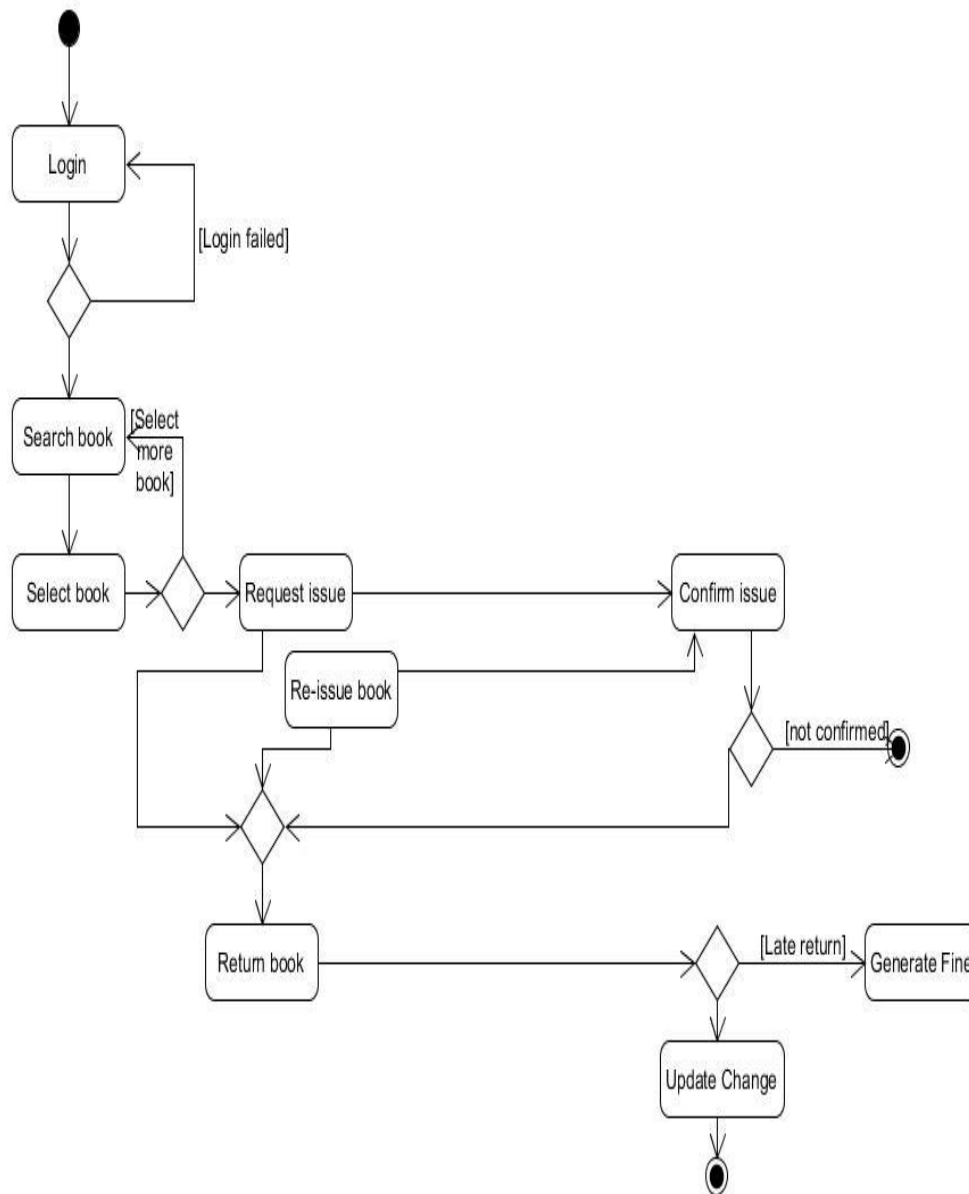 Login
[Login failed]
Search book
[Select
more
book]
Select book
Request issue
Confirm issue
Re-issue book
[not confirmed]
Return book
[Late return]
Generate Fine
Update Change